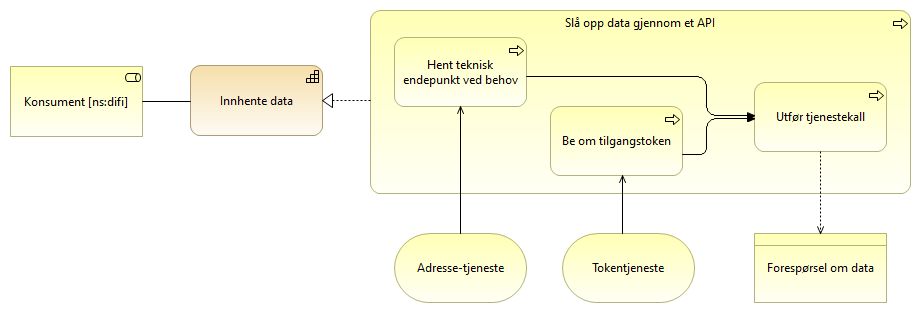 Slå opp data gjennom et API
Konsument [ns:difi]
Innhente data
Hent teknisk
endepunkt ved behov
Be om tilgangstoken
Utfør tjenestekall
Adresse-tjeneste
Tokentjeneste
Forespørsel om data